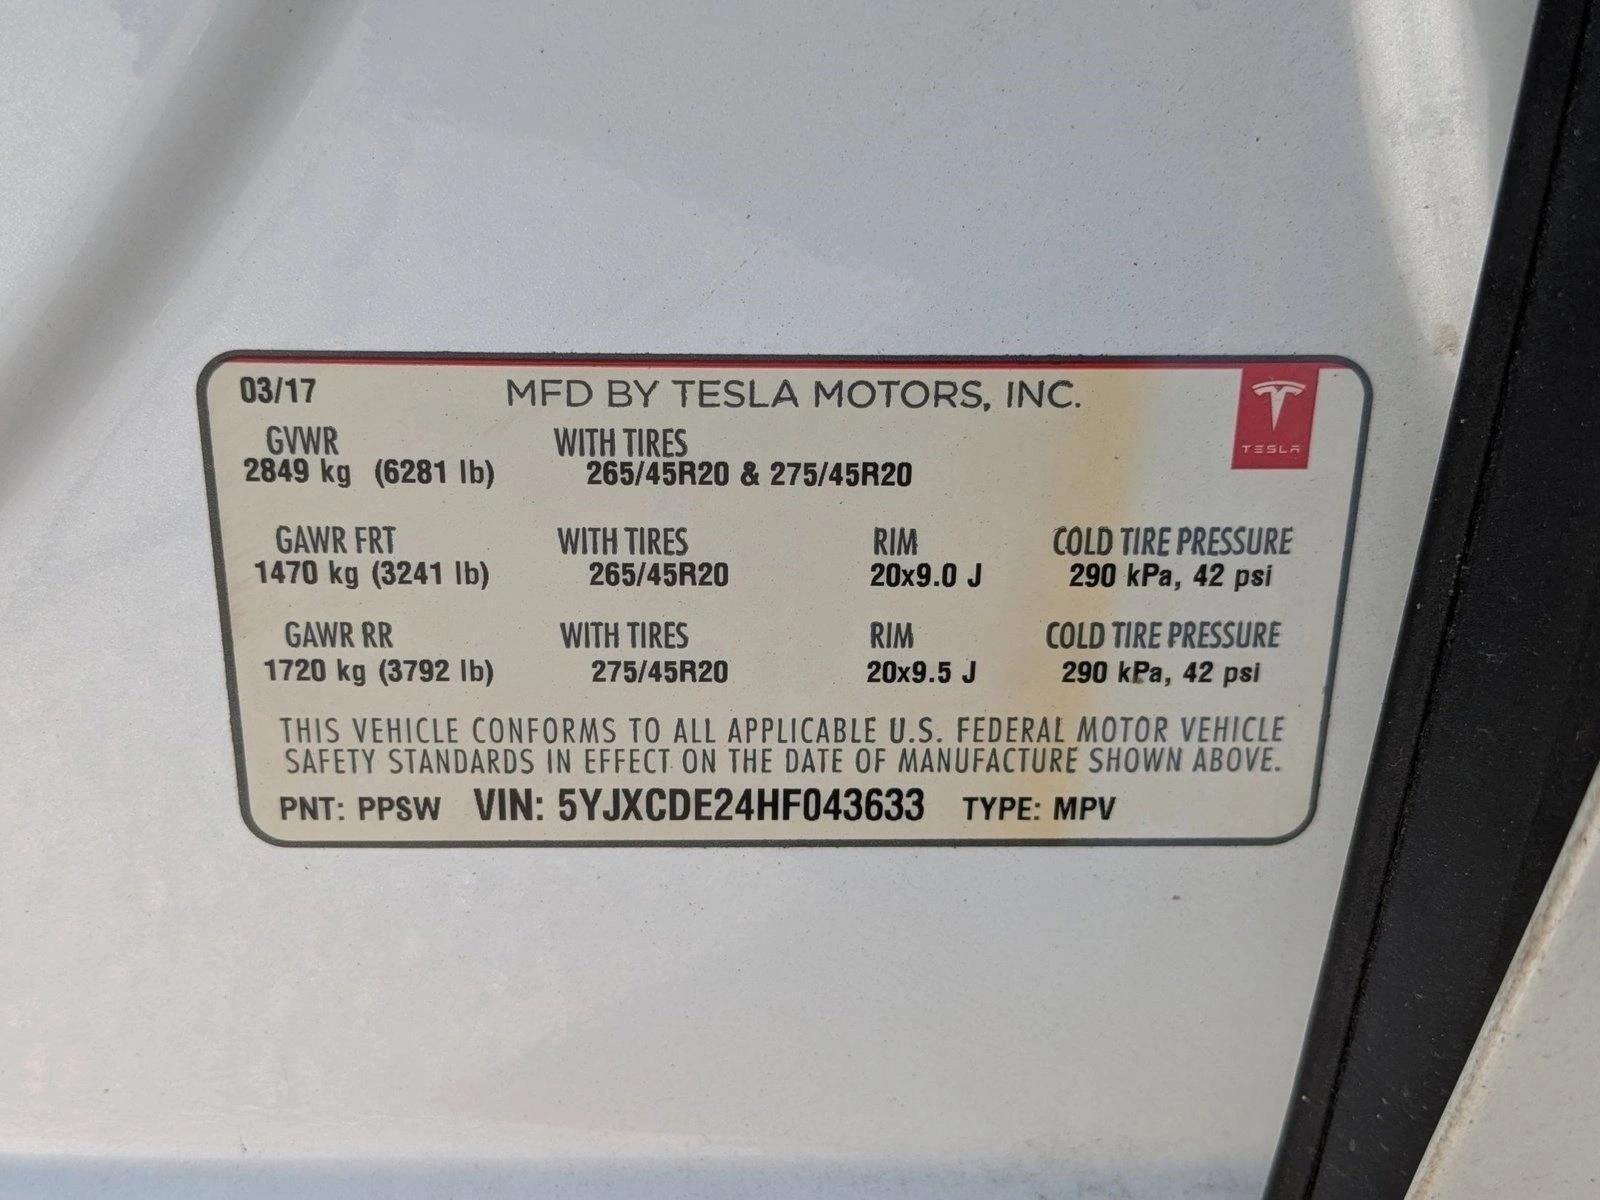 03/17 MFD BY TESLA MOTORS, INC.
TESLA
GVWR WITH TIRES
2849 kg (6281 lb) 265/45R20 & 275/45R20
GAWR FRT WITH TIRES RIM COLD TIRE PRESSURE
1470 kg (3241 lb) 265/45R20 20x9.0 J 290 kPa, 42 psi
GAWR RR WITH TIRES RIM COLD TIRE PRESSURE
1720 kg (3792 lb) 275/45R20 20x9.5 J 290 kPa, 42 psi
THIS VEHICLE CONFORMS TO ALL APPLICABLE U.S. FEDERAL MOTOR VEHICLE
SAFETY STANDARDS IN EFFECT ON THE DATE OF MANUFACTURE SHOWN ABOVE.
PNT: PPSW VIN: 5YJXCDE24HF043633 TYPE: MPV